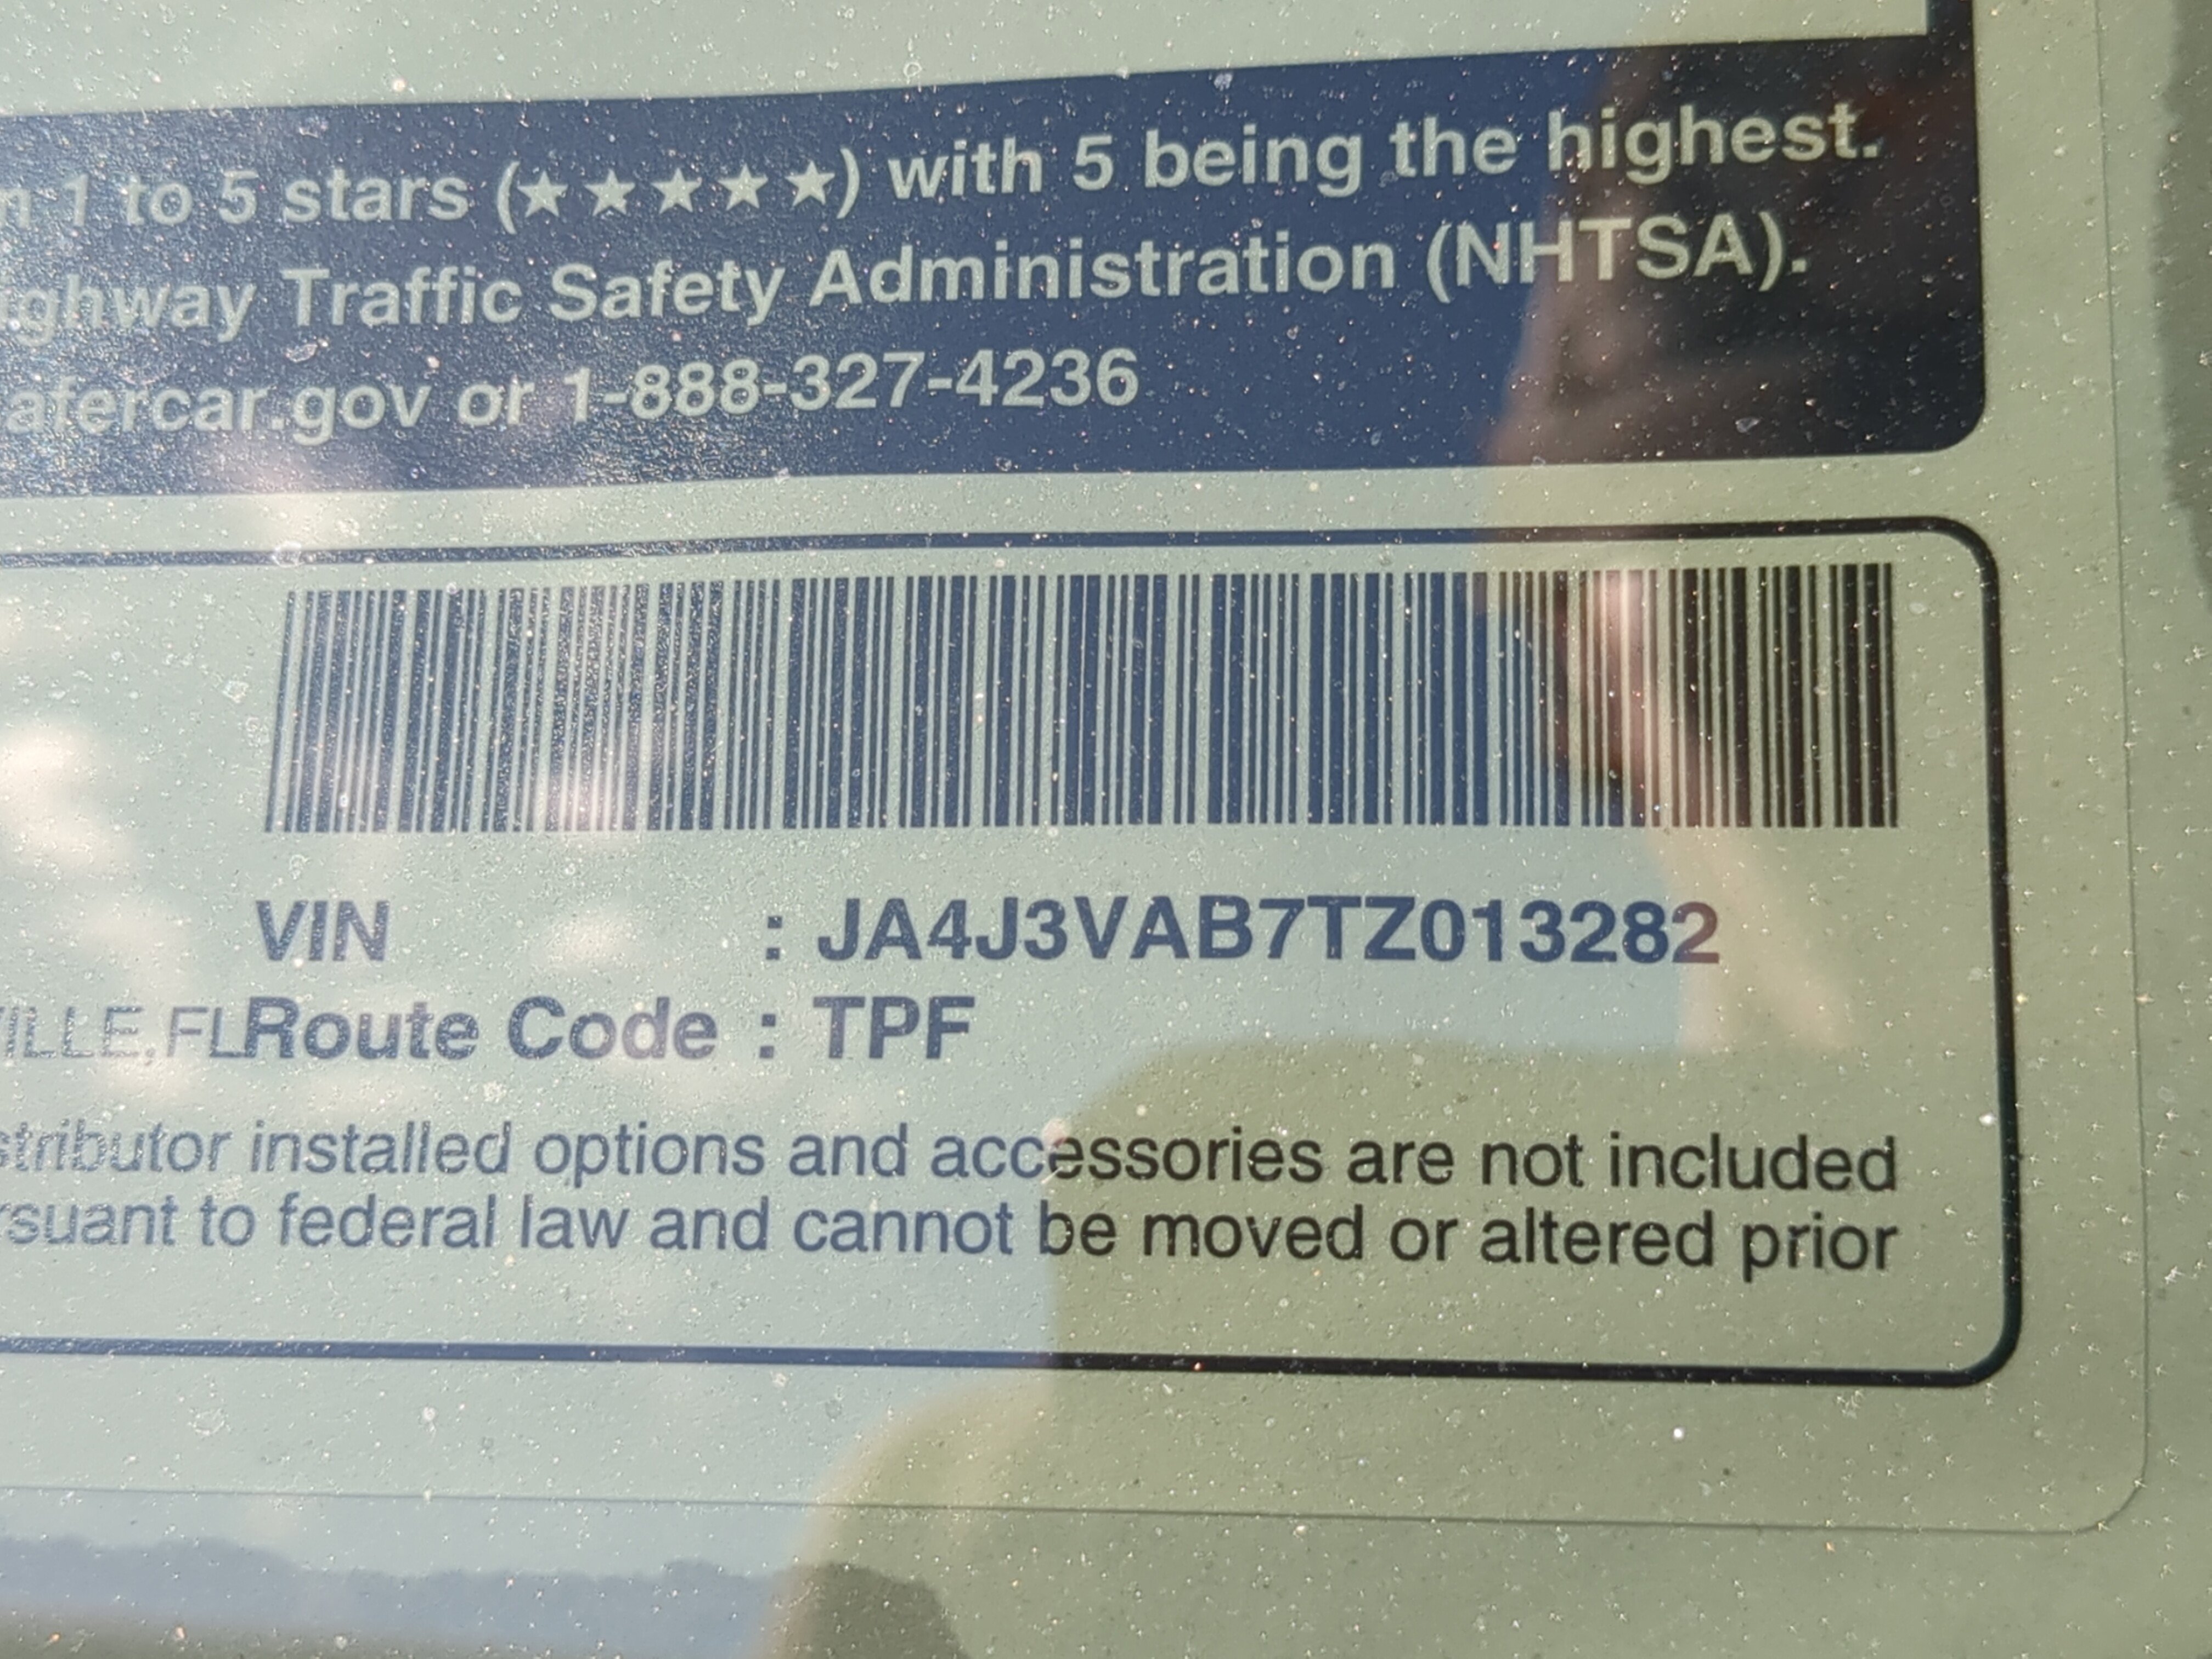 1 to 5 stars (★★★★★) with 5 being the highest.
ghway Traffic Safety Administration (NHTSA).
afercar.gov or 1-888-327-4236
VIN : JA4J3VAB7TZ013282
ILLE,FL Route Code : TPF
stributor installed options and accessories are not included
rsuant to federal law and cannot be moved or altered prior